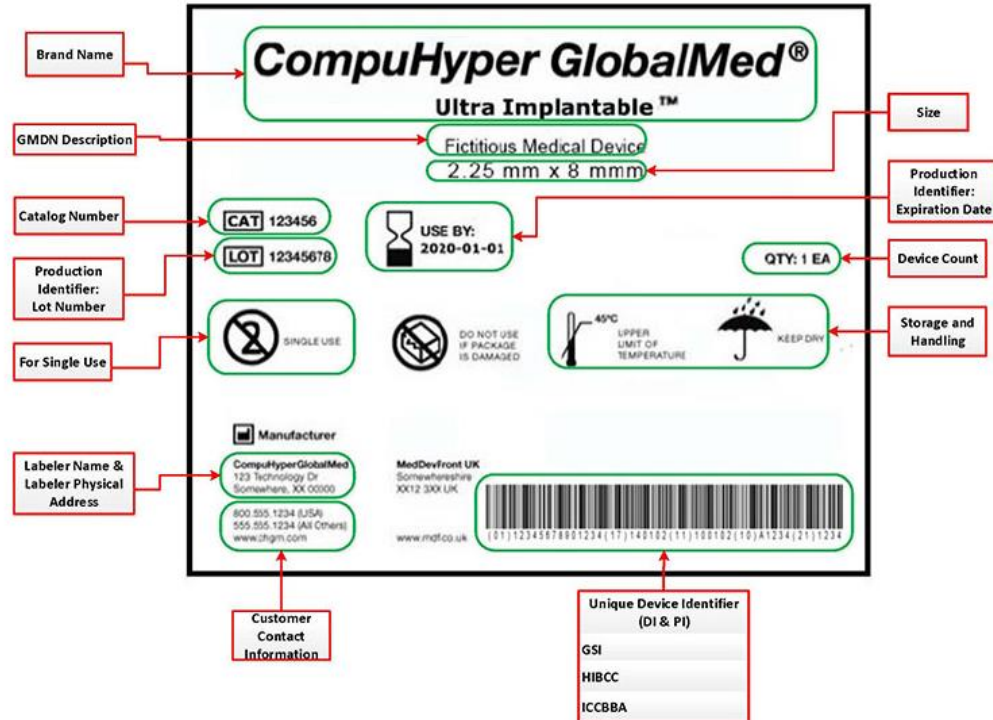 Brand Name
CompuHyper GlobalMed®
Ultra Implantable™
GMDN Description
Fictitious Medical Device
2.25 mm x 8 mmm
Size
Catalog Number
CAT 123456
USE BY:
2020-01-01
Production
Identifier:
Expiration Date
Production
Identifier:
Lot Number
LOT 12345678
QTY: 1 EA
Device Count
For Single Use
2
SINGLE USE
DO NOT USE
IF PACKAGE
IS DAMAGED
45°C
UPPER
LIMIT OF
TEMPERATURE
KEEP DRY
Storage and
Handling
Manufacturer
Labeler Name &
Labeler Physical
Address
CompuHyperGlobalMed
123 Technology Dr
Somewhere, XX 00000
MedDevFront UK
Somewhereshire
XX12 3XX UK
800.555.1234 (USA)
555.555.1234 (All Others)
www.chgm.com
www.mdf.co.uk
(01)12345678901234(17)140102(11)100102(10)A1234(21)1234
Customer
Contact
Information
Unique Device Identifier
(DI & PI)
GSI
HIBCC
ICCBBA